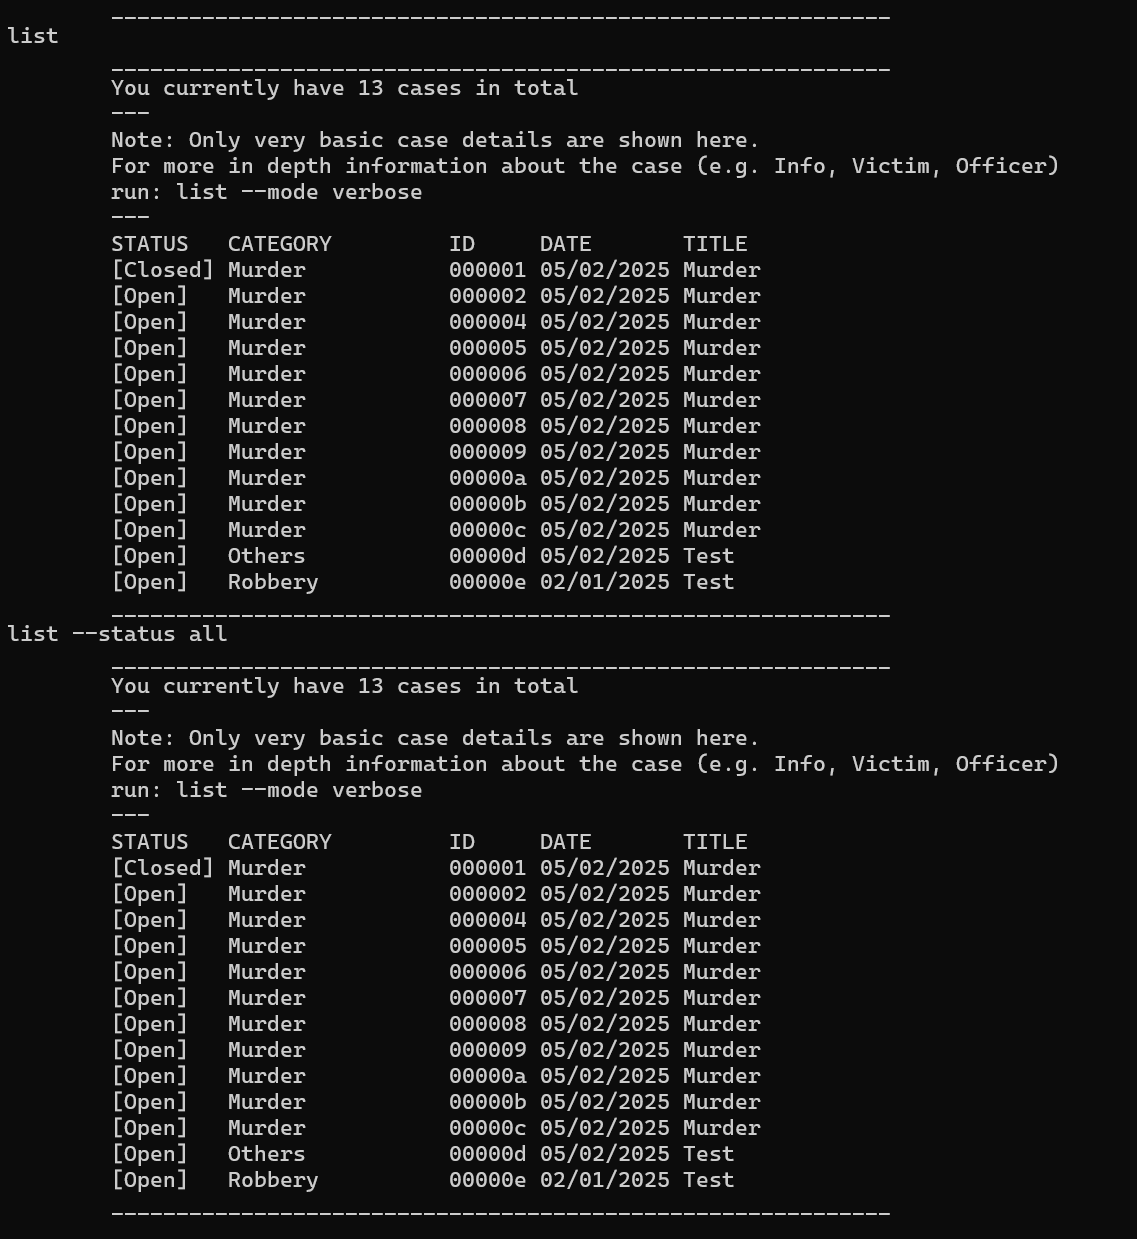 ____________________________________________________________
list
____________________________________________________________
You currently have 13 cases in total
---
Note: Only very basic case details are shown here.
For more in depth information about the case (e.g. Info, Victim, Officer)
run: list --mode verbose
---
STATUS   CATEGORY         ID     DATE       TITLE
[Closed] Murder           000001 05/02/2025 Murder
[Open]   Murder           000002 05/02/2025 Murder
[Open]   Murder           000004 05/02/2025 Murder
[Open]   Murder           000005 05/02/2025 Murder
[Open]   Murder           000006 05/02/2025 Murder
[Open]   Murder           000007 05/02/2025 Murder
[Open]   Murder           000008 05/02/2025 Murder
[Open]   Murder           000009 05/02/2025 Murder
[Open]   Murder           00000a 05/02/2025 Murder
[Open]   Murder           00000b 05/02/2025 Murder
[Open]   Murder           00000c 05/02/2025 Murder
[Open]   Others           00000d 05/02/2025 Test
[Open]   Robbery          00000e 02/01/2025 Test
____________________________________________________________
list --status all
____________________________________________________________
You currently have 13 cases in total
---
Note: Only very basic case details are shown here.
For more in depth information about the case (e.g. Info, Victim, Officer)
run: list --mode verbose
---
STATUS   CATEGORY         ID     DATE       TITLE
[Closed] Murder           000001 05/02/2025 Murder
[Open]   Murder           000002 05/02/2025 Murder
[Open]   Murder           000004 05/02/2025 Murder
[Open]   Murder           000005 05/02/2025 Murder
[Open]   Murder           000006 05/02/2025 Murder
[Open]   Murder           000007 05/02/2025 Murder
[Open]   Murder           000008 05/02/2025 Murder
[Open]   Murder           000009 05/02/2025 Murder
[Open]   Murder           00000a 05/02/2025 Murder
[Open]   Murder           00000b 05/02/2025 Murder
[Open]   Murder           00000c 05/02/2025 Murder
[Open]   Others           00000d 05/02/2025 Test
[Open]   Robbery          00000e 02/01/2025 Test
____________________________________________________________